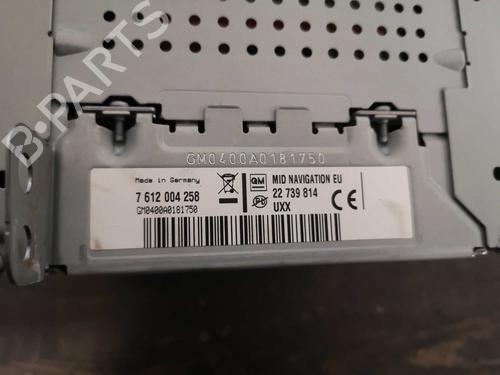 GM0400A0181750
Made in Germany
7 612 004 258
GM0400A0181750
GM
MID NAVIGATION EU
22 739 814
UXX
Pb
CE
B-PARTS